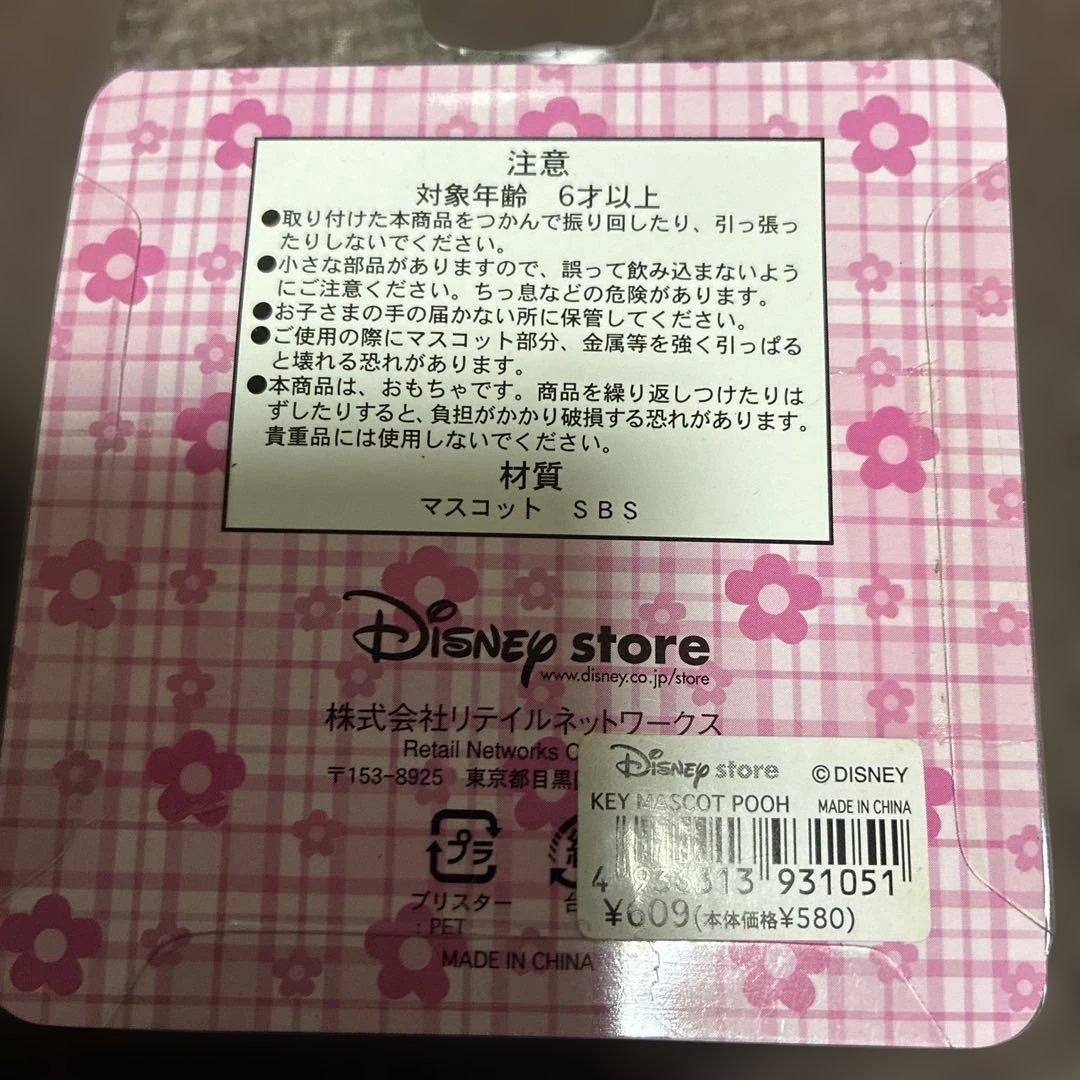 注意
対象年齢　6才以上
●取り付けた本商品をつかんで振り回したり、引っ張っ
たりしないでください。
●小さな部品がありますので、誤って飲み込まないよう
にご注意ください。ちっ息などの危険があります。
●お子さまの手の届かない所に保管してください。
●ご使用の際にマスコット部分、金属等を強く引っぱる
と壊れる恐れがあります。
●本商品は、おもちゃです。商品を繰り返しつけたりは
ずしたりすると、負担がかかり破損する恐れがあります。
貴重品には使用しないでください。
材質
マスコット　SBS
Disney store
www.disney.co.jp/store
株式会社リテイルネットワークス
Retail Networks C
〒153-8925　東京都目黒
プラ
ブリスター
: PET
台
MADE IN CHINA
Disney store ©DISNEY
KEY MASCOT POOH MADE IN CHINA
931051
¥609(本体価格¥580)